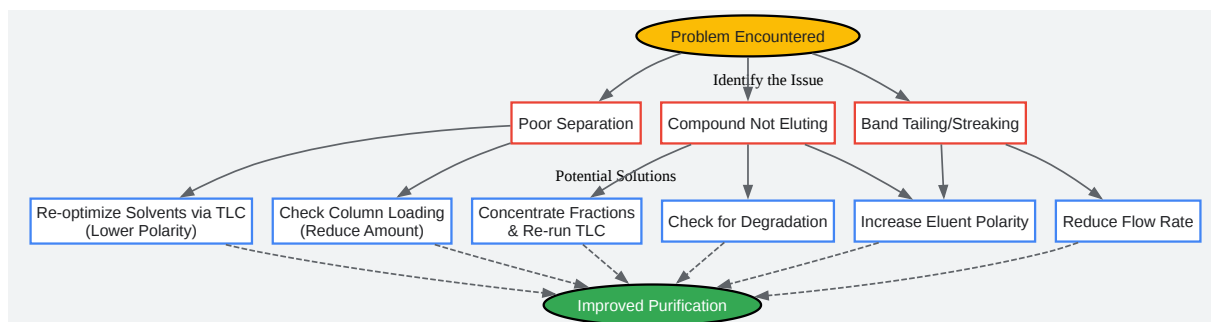 Problem Encountered
Identify the Issue
Poor Separation
Compound Not Eluting
Band Tailing/Streaking
Potential Solutions
Re-optimize Solvents via TLC
(Lower Polarity)
Check Column Loading
(Reduce Amount)
Concentrate Fractions
& Re-run TLC
Check for Degradation
Increase Eluent Polarity
Reduce Flow Rate
Improved Purification